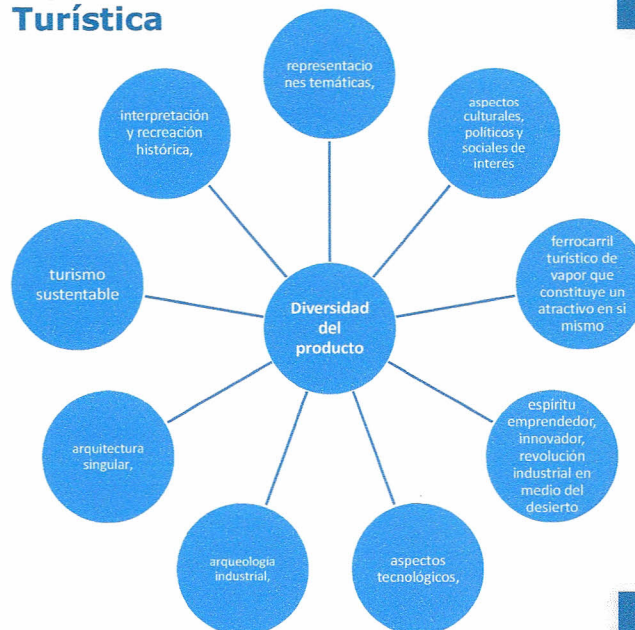 Turística
representacio
nes temáticas,
aspectos
culturales,
políticos y
sociales de
interés
ferrocarril
turístico de
vapor que
constituye un
atractivo en si
mismo
espíritu
emprendedor,
innovador,
revolución
industrial en
medio del
desierto
aspectos
tecnológicos,
arqueología
industrial,
arquitectura
singular,
turismo
sustentable
interpretación
y recreación
histórica,
Diversidad
del
producto